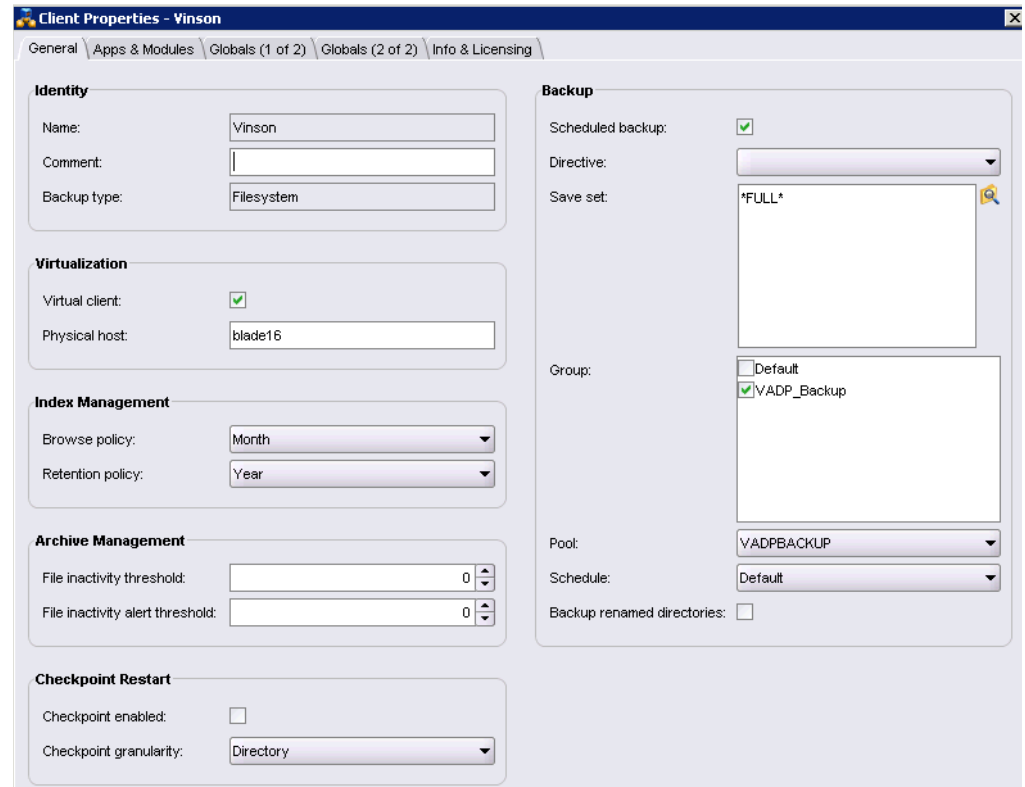 Client Properties - Vinson
General Apps & Modules Globals (1 of 2) Globals (2 of 2) Info & Licensing
Identity
Name: Vinson
Comment:
Backup type: Filesystem
Virtualization
Virtual client:
Physical host: blade16
Index Management
Browse policy: Month
Retention policy: Year
Archive Management
File inactivity threshold: 0
File inactivity alert threshold: 0
Checkpoint Restart
Checkpoint enabled:
Checkpoint granularity: Directory
Backup
Scheduled backup:
Directive:
Save set: *FULL*
Group: Default
VADP_Backup
Pool: VADPBACKUP
Schedule: Default
Backup renamed directories: